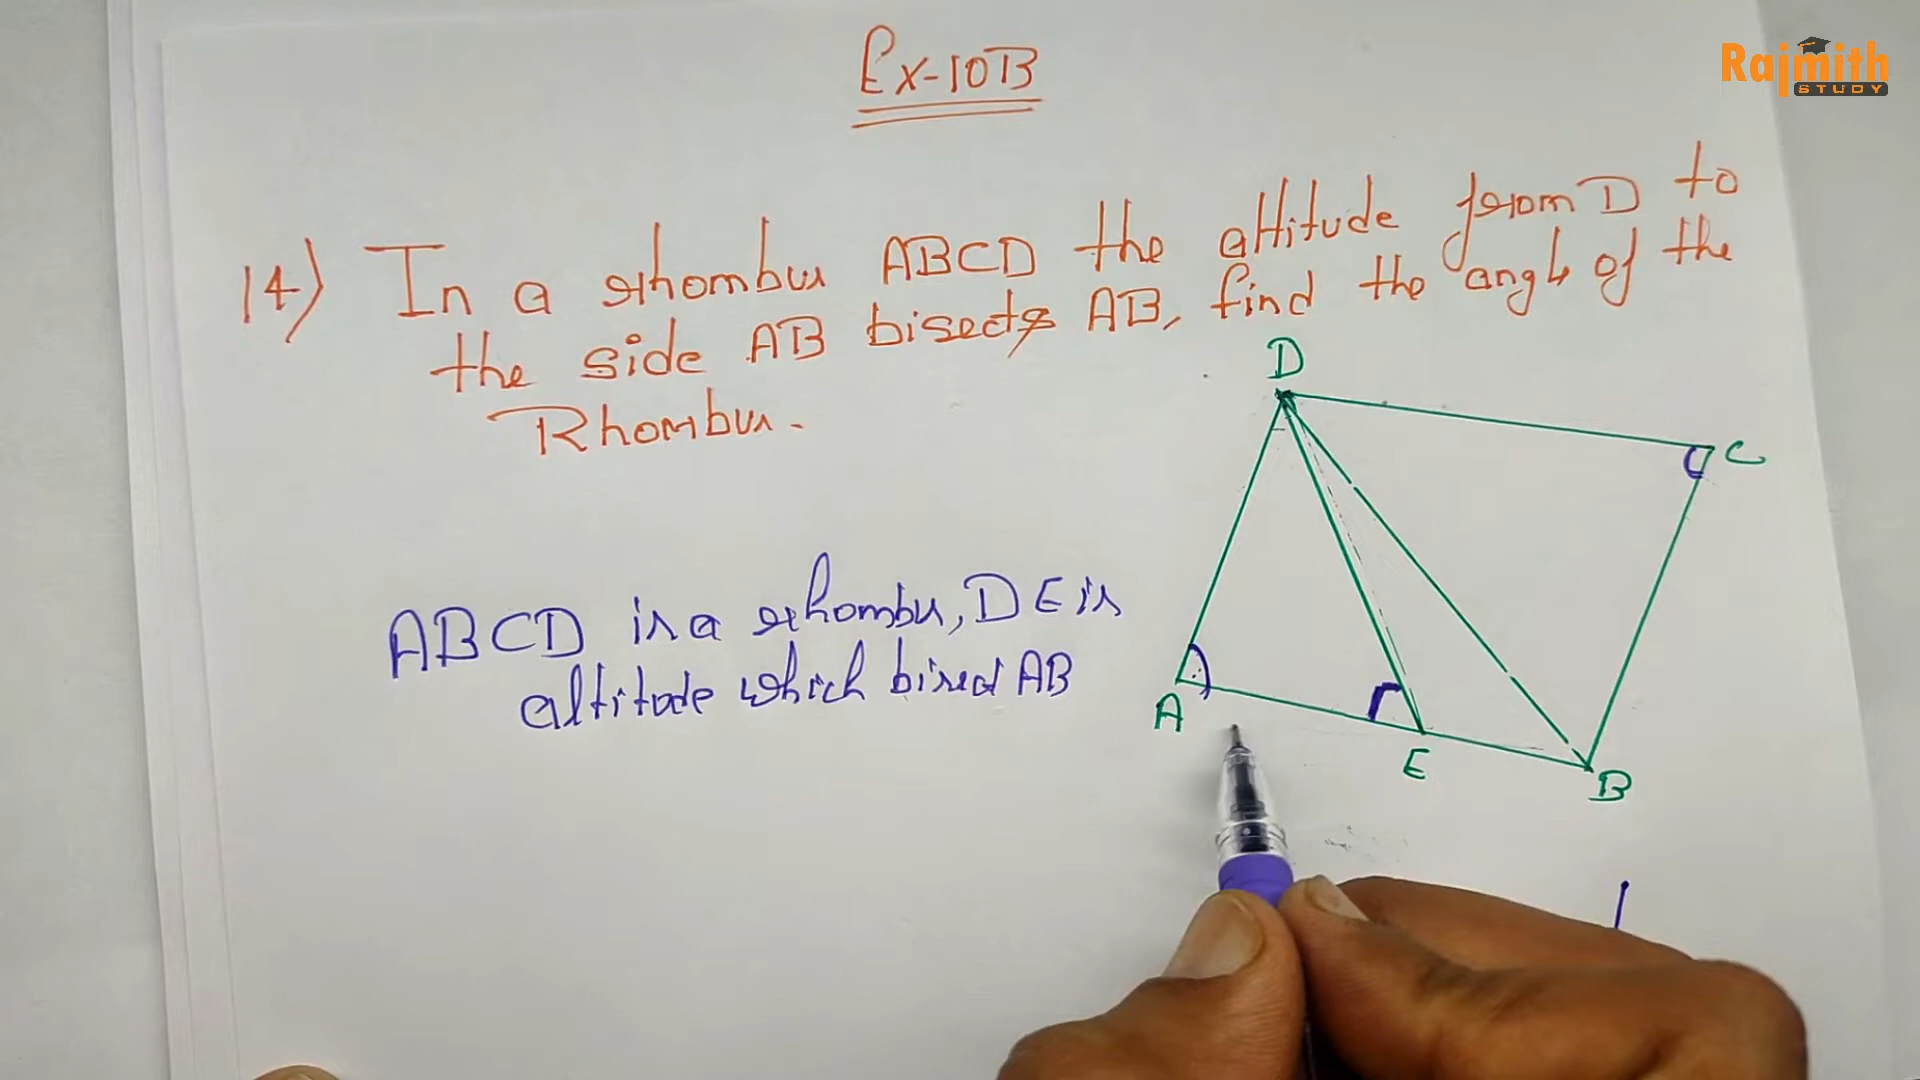 Rajmith
STUDY
Ex-10B
14) In a rhombus ABCD the altitude from D to
the side AB bisects AB, find the angle of the
Rhombus.
D
C
ABCD is a rhombus, DE is
altitude which bisect AB
A
E
B